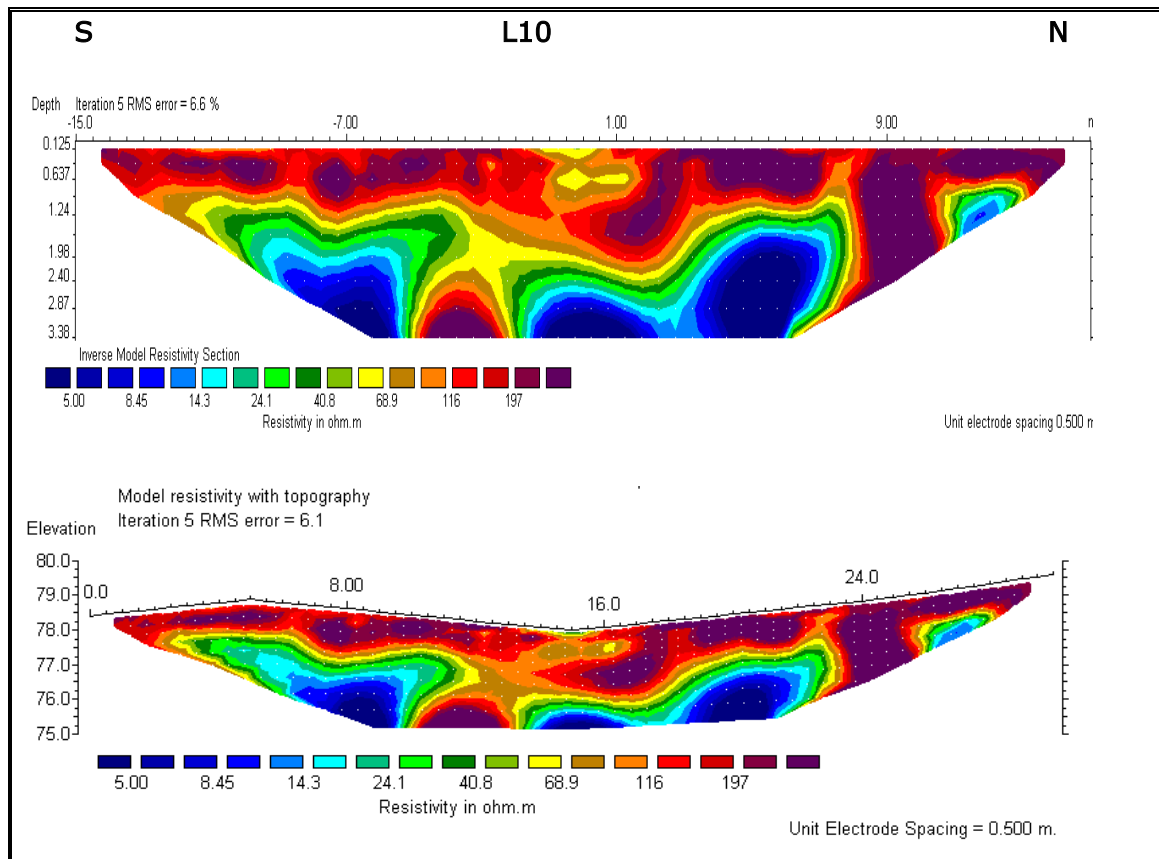 S L10 N
Depth Iteration 5 RMS error = 6.6 %
-15.0 -7.00 1.00 9.00 n
0.125
0.637
1.24
1.98
2.40
2.87
3.38
Inverse Model Resistivity Section
5.00 8.45 14.3 24.1 40.8 68.9 116 197
Resistivity in ohm.m
Unit electrode spacing 0.500 m
Model resistivity with topography
Iteration 5 RMS error = 6.1
Elevation
80.0
79.0
78.0
77.0
76.0
75.0
0.0 8.00 16.0 24.0
5.00 8.45 14.3 24.1 40.8 68.9 116 197
Resistivity in ohm.m
Unit Electrode Spacing = 0.500 m.